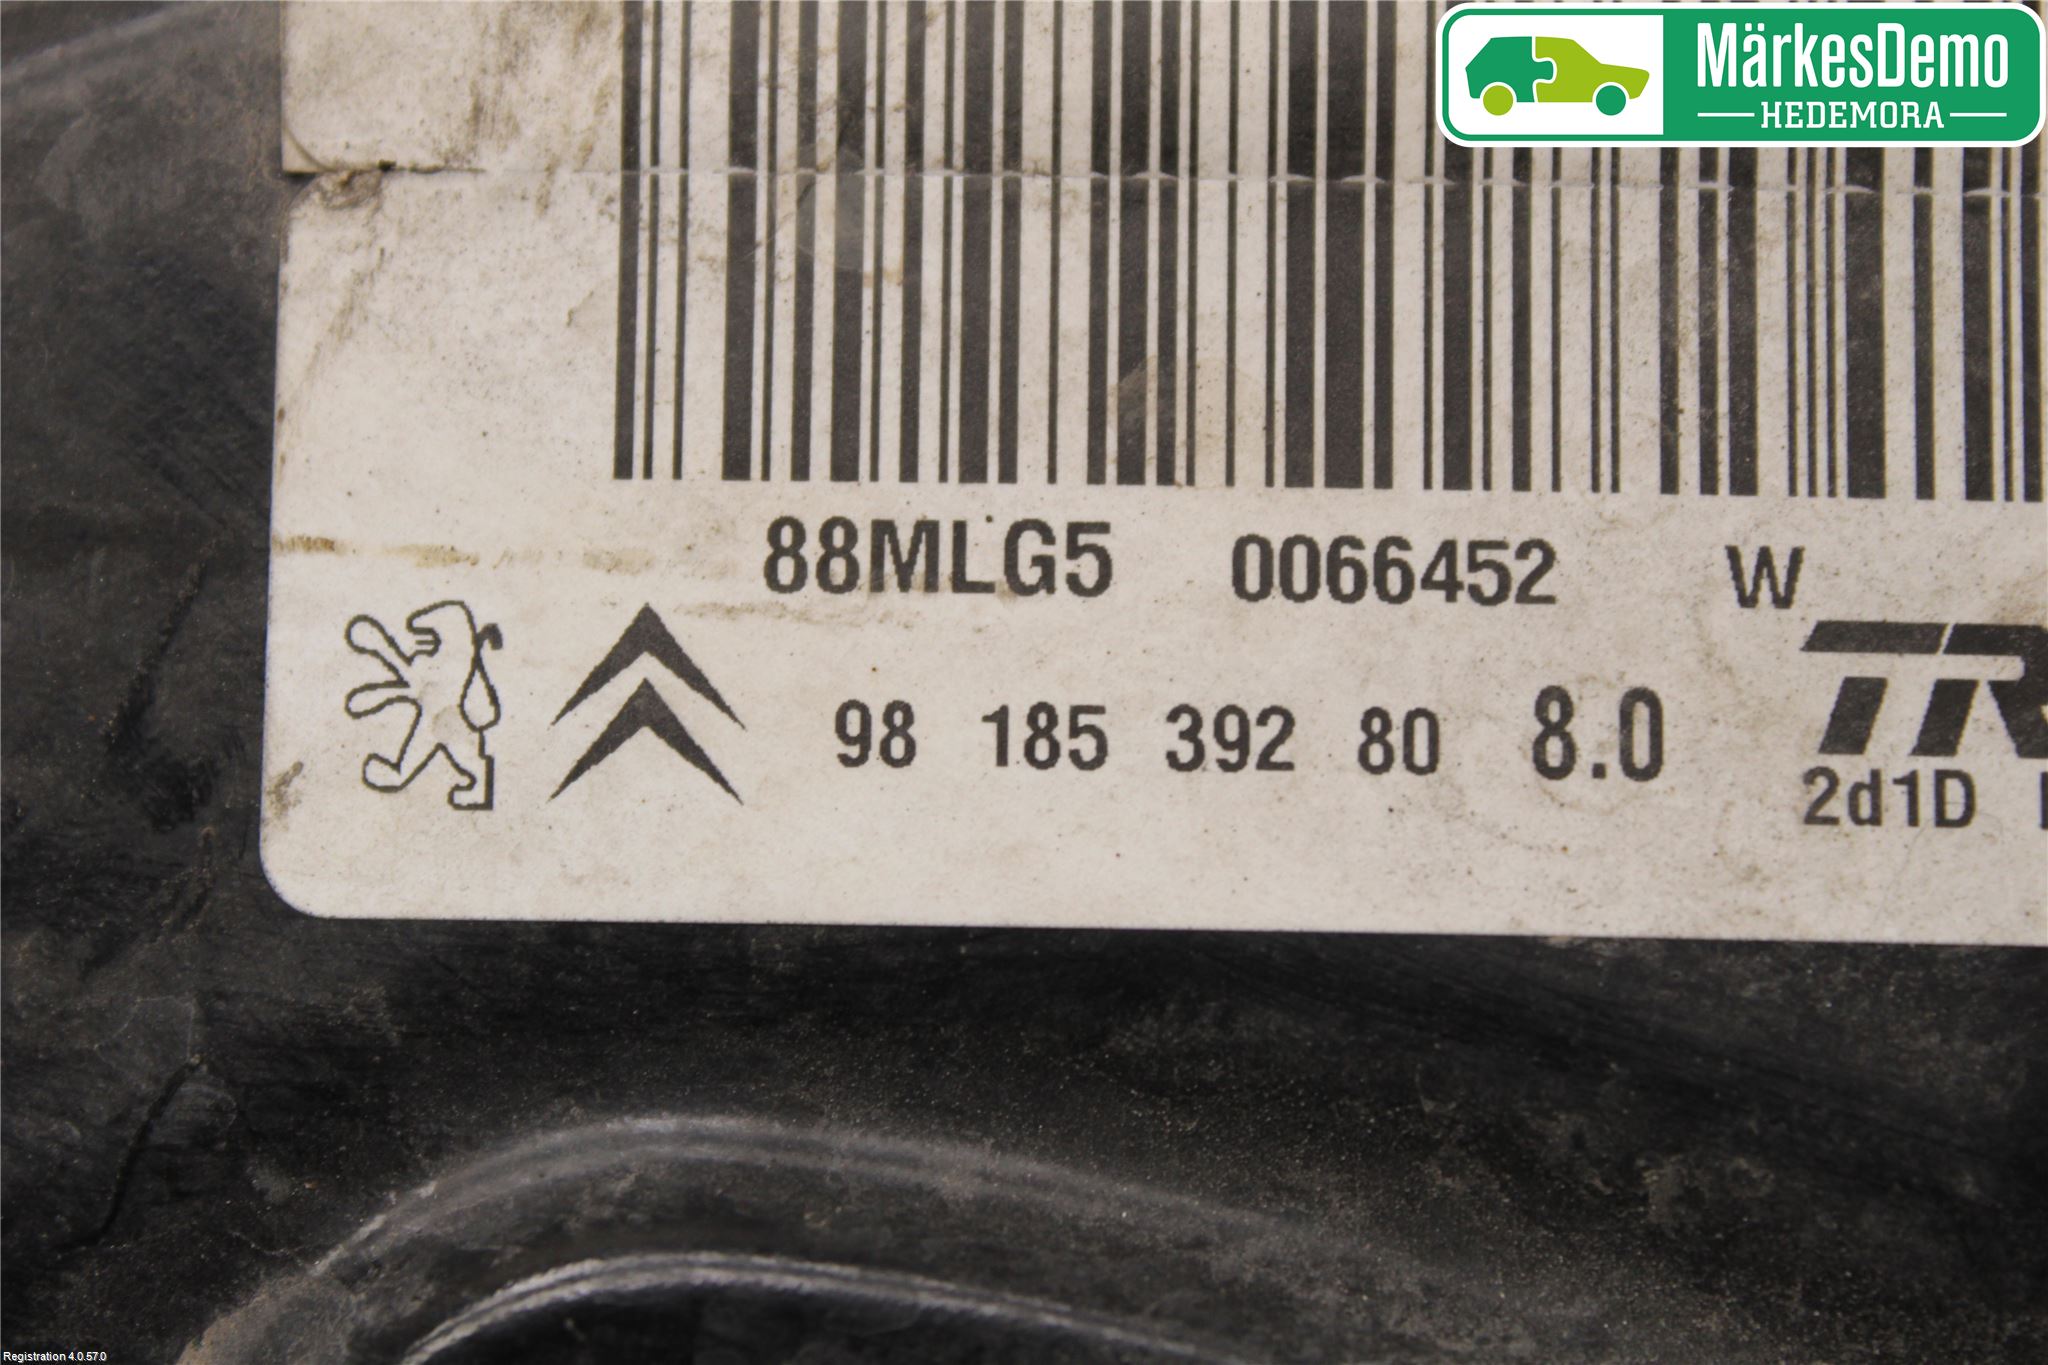 MärkesDemo
HEDEMORA
88MLG5 0066452 W
98 185 392 80 8.0
2d1D
Registration 4.0.57.0